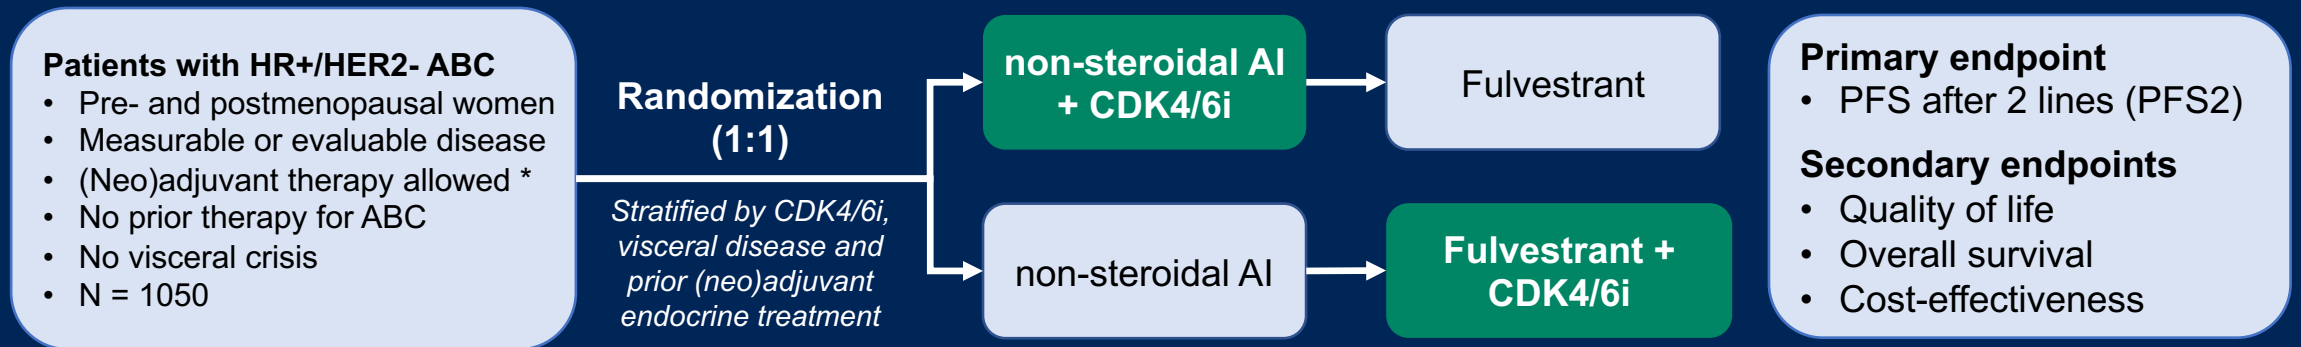 Patients with HR+/HER2- ABC
• Pre- and postmenopausal women
• Measurable or evaluable disease
• (Neo)adjuvant therapy allowed *
• No prior therapy for ABC
• No visceral crisis
• N = 1050
Randomization
(1:1)
Stratified by CDK4/6i,
visceral disease and
prior (neo)adjuvant
endocrine treatment
non-steroidal AI
+ CDK4/6i
Fulvestrant
non-steroidal AI
Fulvestrant +
CDK4/6i
Primary endpoint
• PFS after 2 lines (PFS2)
Secondary endpoints
• Quality of life
• Overall survival
• Cost-effectiveness